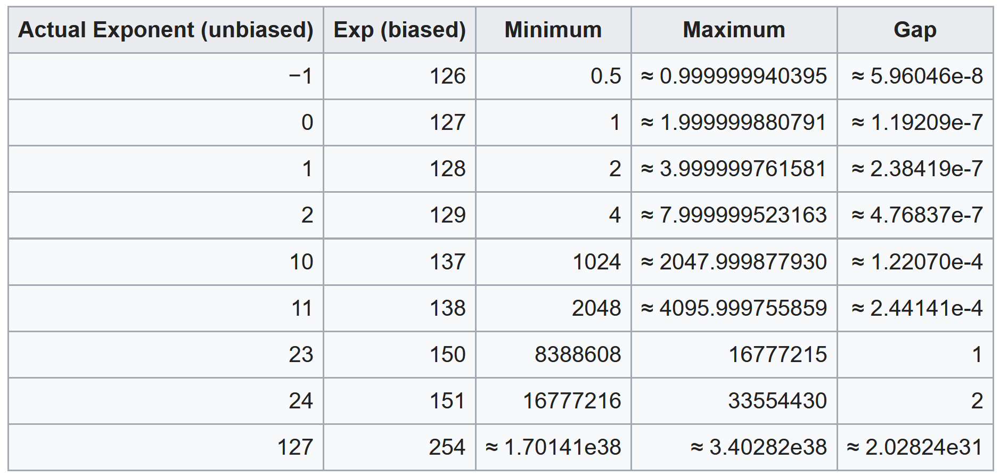 Actual Exponent (unbiased) Exp (biased) Minimum Maximum Gap
−1 126 0.5 ≈ 0.999999940395 ≈ 5.96046e-8
0 127 1 ≈ 1.999999880791 ≈ 1.19209e-7
1 128 2 ≈ 3.999999761581 ≈ 2.38419e-7
2 129 4 ≈ 7.999999523163 ≈ 4.76837e-7
10 137 1024 ≈ 2047.999877930 ≈ 1.22070e-4
11 138 2048 ≈ 4095.999755859 ≈ 2.44141e-4
23 150 8388608 16777215 1
24 151 16777216 33554430 2
127 254 ≈ 1.70141e38 ≈ 3.40282e38 ≈ 2.02824e31